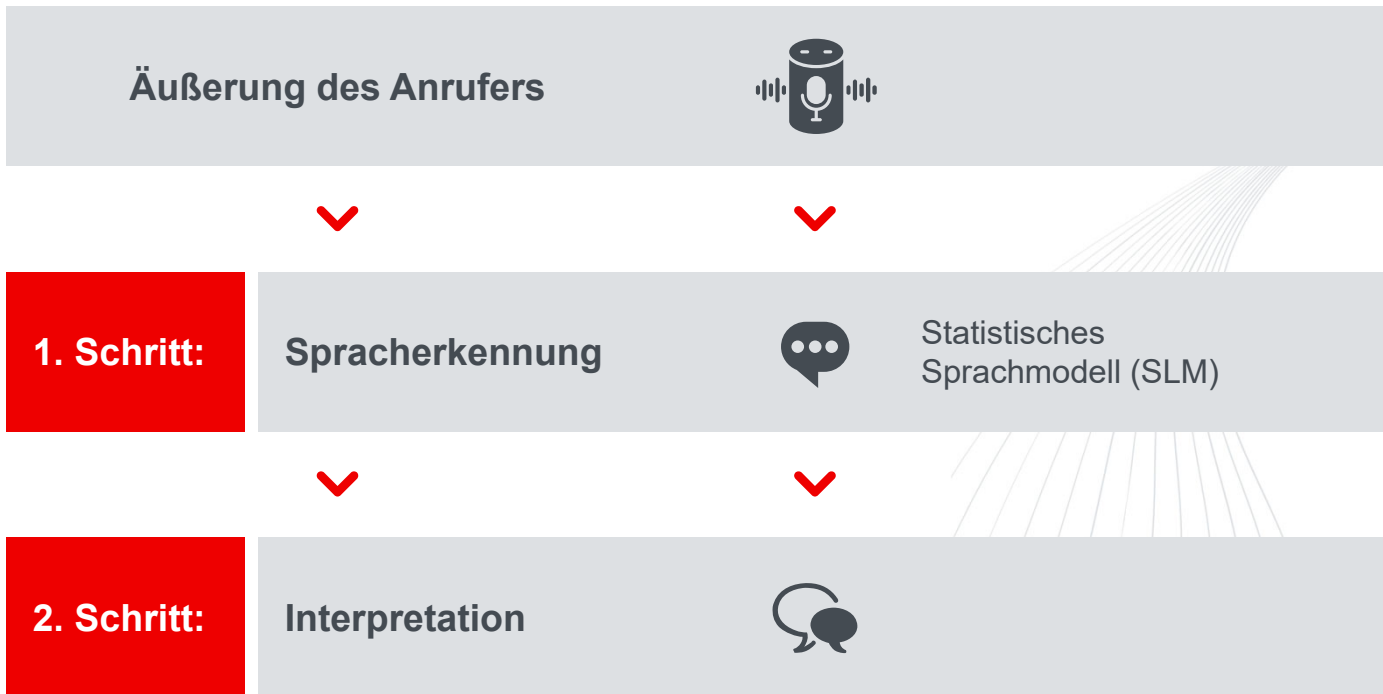 Äußerung des Anrufers
1. Schritt:
Spracherkennung
Statistisches
Sprachmodell (SLM)
2. Schritt:
Interpretation